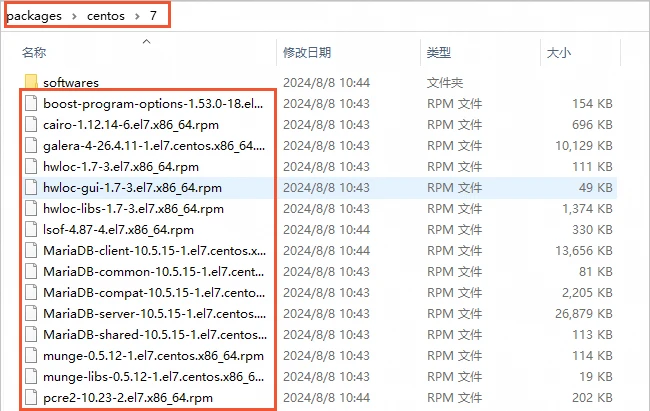 packages > centos > 7
名称 修改日期 类型 大小
softwares 2024/8/8 10:44 文件夹
boost-program-options-1.53.0-18.el... 2024/8/8 10:43 RPM 文件 154 KB
cairo-1.12.14-6.el7.x86_64.rpm 2024/8/8 10:43 RPM 文件 696 KB
galera-4-26.4.11-1.el7.centos.x86_64.... 2024/8/8 10:43 RPM 文件 10,129 KB
hwloc-1.7-3.el7.x86_64.rpm 2024/8/8 10:43 RPM 文件 111 KB
hwloc-gui-1.7-3.el7.x86_64.rpm 2024/8/8 10:43 RPM 文件 49 KB
hwloc-libs-1.7-3.el7.x86_64.rpm 2024/8/8 10:43 RPM 文件 1,374 KB
lsof-4.87-4.el7.x86_64.rpm 2024/8/8 10:44 RPM 文件 330 KB
MariaDB-client-10.5.15-1.el7.centos.x... 2024/8/8 10:44 RPM 文件 13,656 KB
MariaDB-common-10.5.15-1.el7.cent... 2024/8/8 10:43 RPM 文件 81 KB
MariaDB-compat-10.5.15-1.el7.cento... 2024/8/8 10:43 RPM 文件 2,205 KB
MariaDB-server-10.5.15-1.el7.centos.... 2024/8/8 10:43 RPM 文件 26,879 KB
MariaDB-shared-10.5.15-1.el7.centos... 2024/8/8 10:43 RPM 文件 113 KB
munge-0.5.12-1.el7.centos.x86_64.rpm 2024/8/8 10:44 RPM 文件 114 KB
munge-libs-0.5.12-1.el7.centos.x86_6... 2024/8/8 10:43 RPM 文件 19 KB
pcre2-10.23-2.el7.x86_64.rpm 2024/8/8 10:44 RPM 文件 202 KB